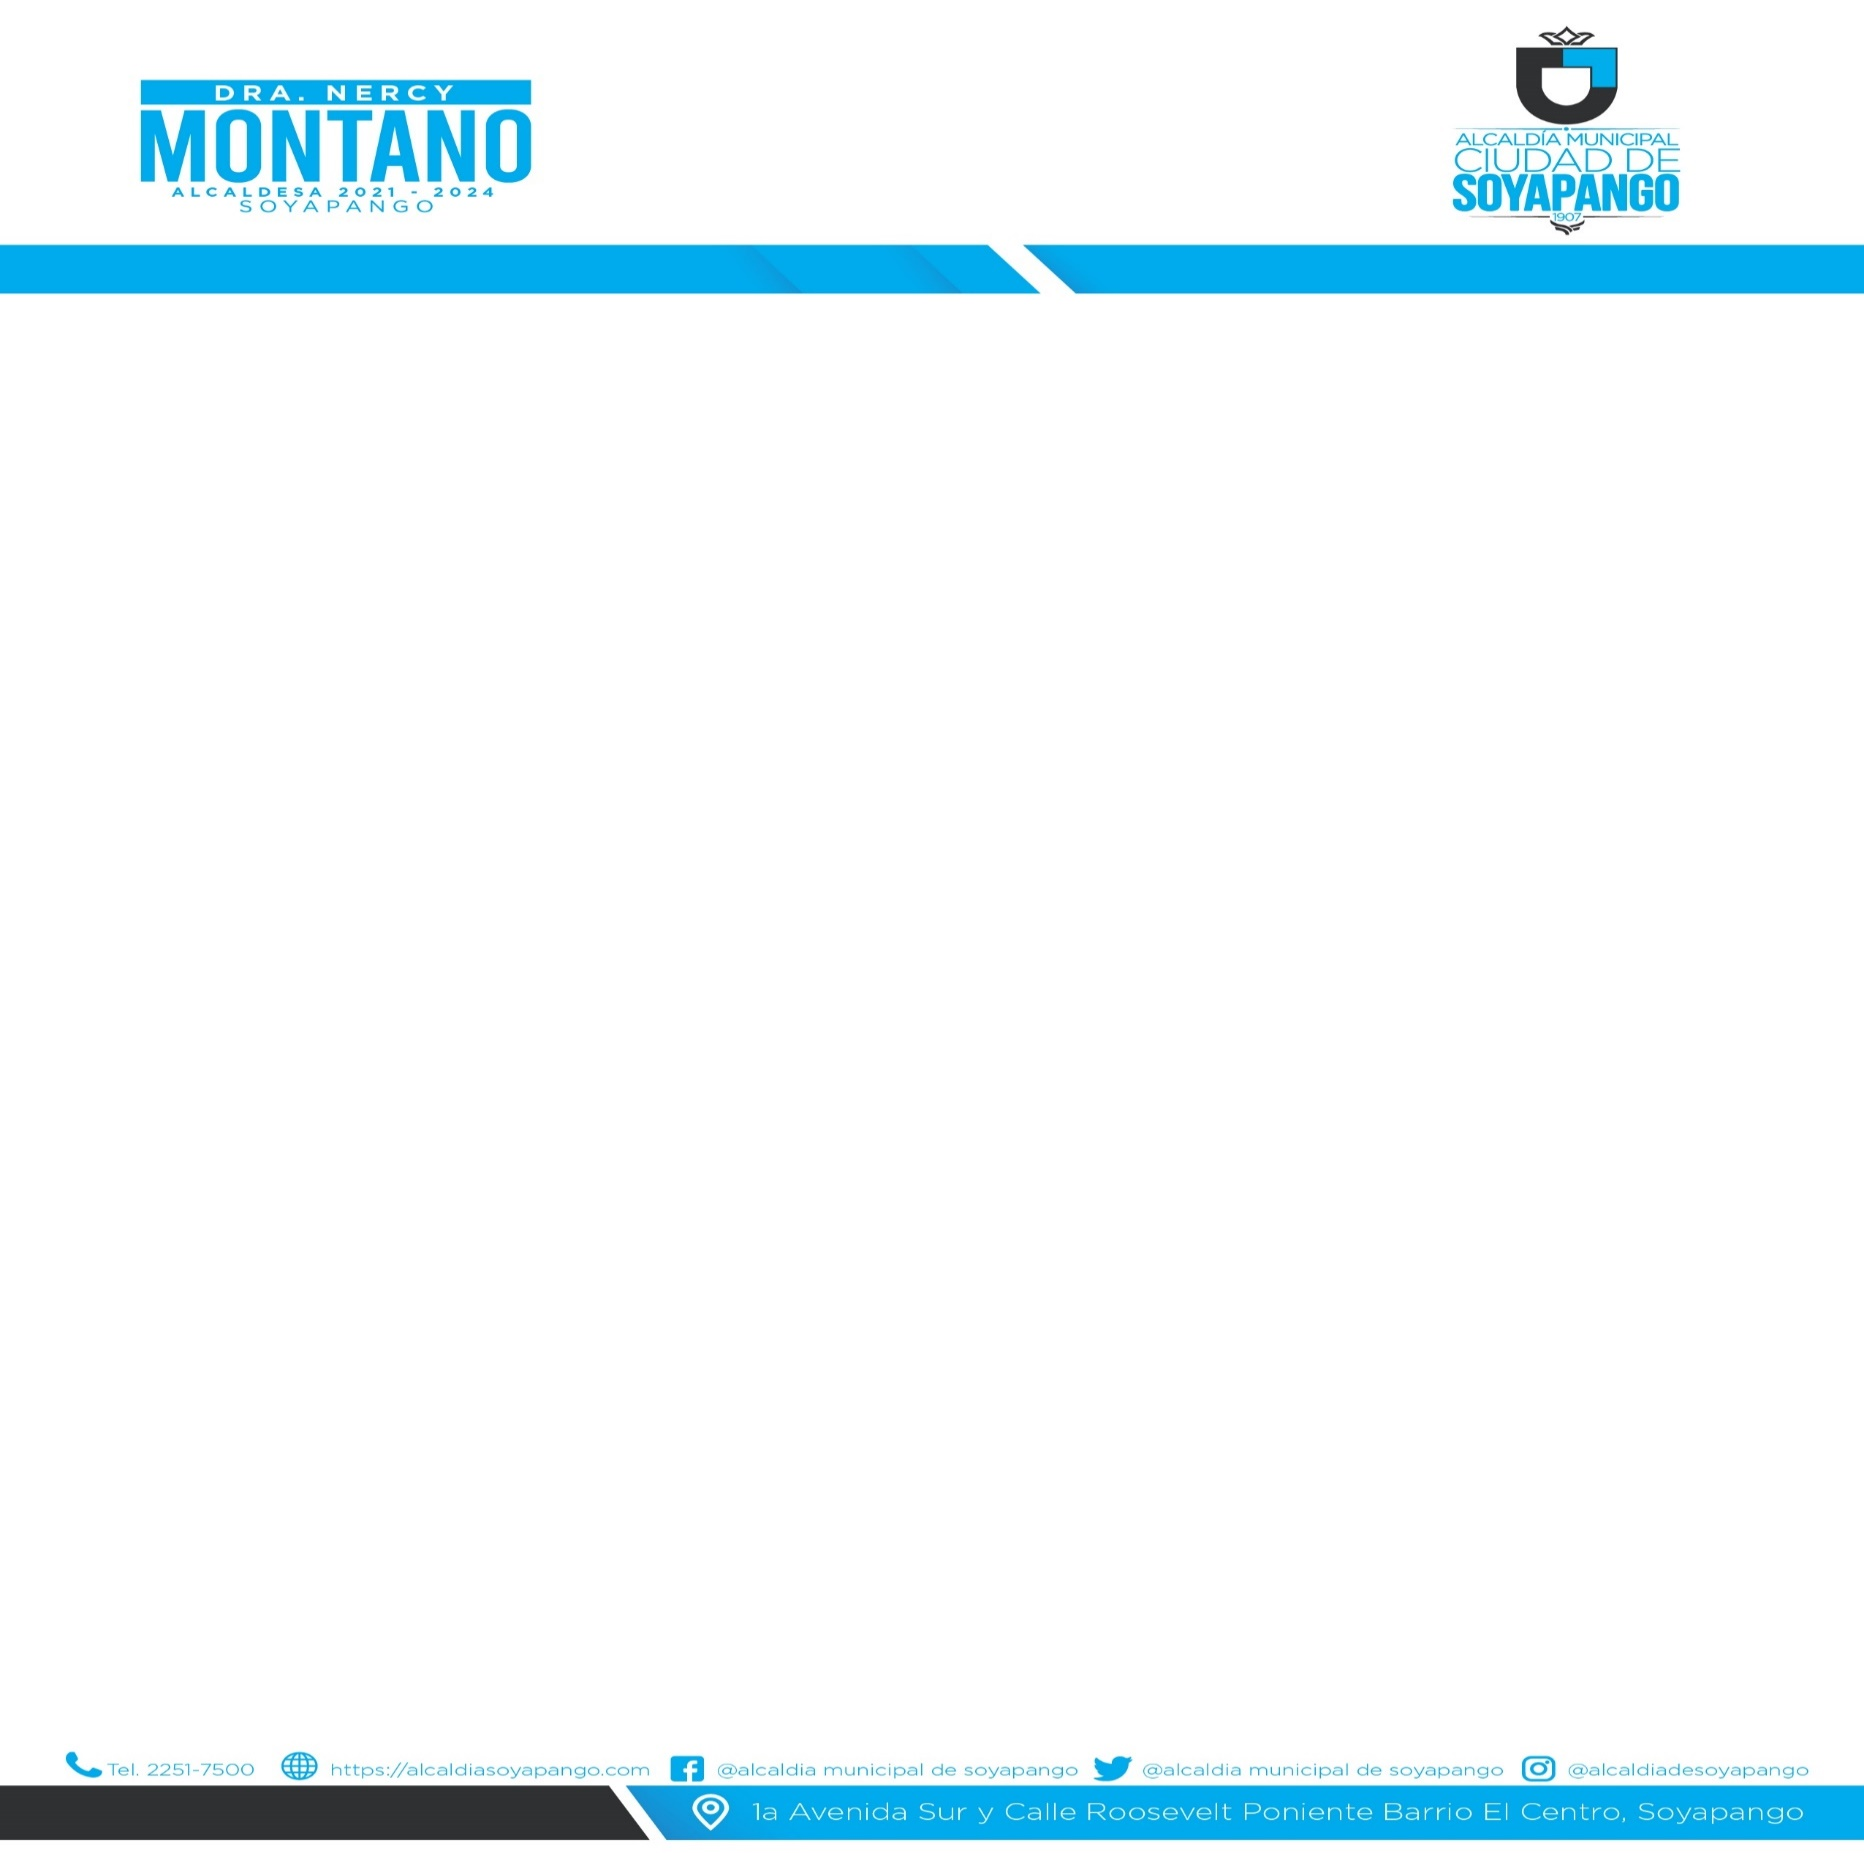 DRA. NERCY
MONTANO
ALCALDESA 2021 - 2024
SOYAPANGO
ALCALDÍA MUNICIPAL
CIUDAD DE
SOYAPANGO
1907
Tel. 2251-7500 https://alcaldiasoyapango.com @alcaldia municipal de soyapango @alcaldia municipal de soyapango @alcaldiadesoyapango
1a Avenida Sur y Calle Roosevelt Poniente Barrio El Centro, Soyapango